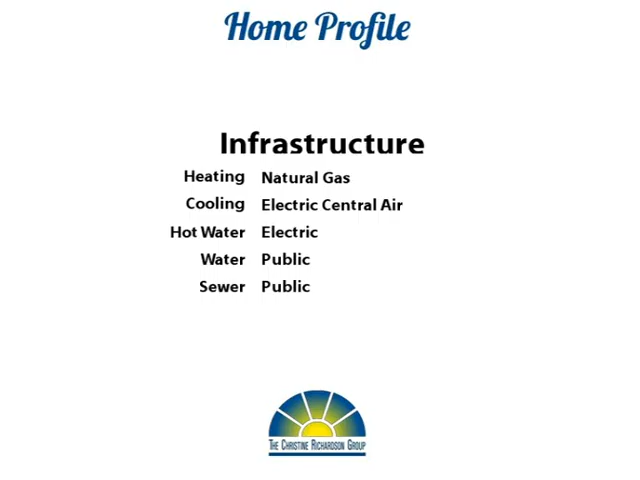 Home Profile
Infrastructure
Heating Natural Gas
Cooling Electric Central Air
Hot Water Electric
Water Public
Sewer Public
The Christine Richardson Group